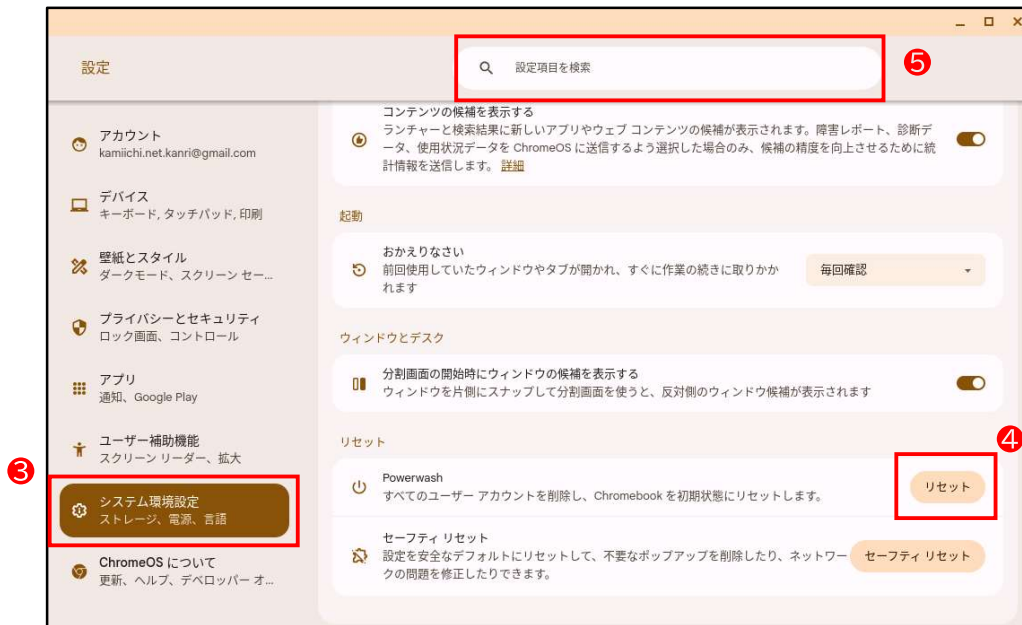 設定
設定項目を検索
❺
アカウント
kamiichi.net.kanri@gmail.com
デバイス
キーボード, タッチパッド, 印刷
壁紙とスタイル
ダークモード、スクリーン セー...
プライバシーとセキュリティ
ロック画面、コントロール
アプリ
通知、Google Play
ユーザー補助機能
スクリーン リーダー、拡大
❸
システム環境設定
ストレージ、電源、言語
ChromeOS について
更新、ヘルプ、デベロッパー オ...
コンテンツの候補を表示する
ランチャーと検索結果に新しいアプリやウェブ コンテンツの候補が表示されます。障害レポート、診断デ
ータ、使用状況データを ChromeOS に送信するよう選択した場合のみ、候補の精度を向上させるために統
計情報を送信します。 詳細
起動
おかえりなさい
前回使用していたウィンドウやタブが開かれ、すぐに作業の続きに取りかか
れます
毎回確認
ウィンドウとデスク
分割画面の開始時にウィンドウの候補を表示する
ウィンドウを片側にスナップして分割画面を使うと、反対側のウィンドウ候補が表示されます
リセット
❹
Powerwash
すべてのユーザー アカウントを削除し、Chromebook を初期状態にリセットします。
リセット
セーフティ リセット
設定を安全なデフォルトにリセットして、不要なポップアップを削除したり、ネットワー
クの問題を修正したりできます。
セーフティ リセット